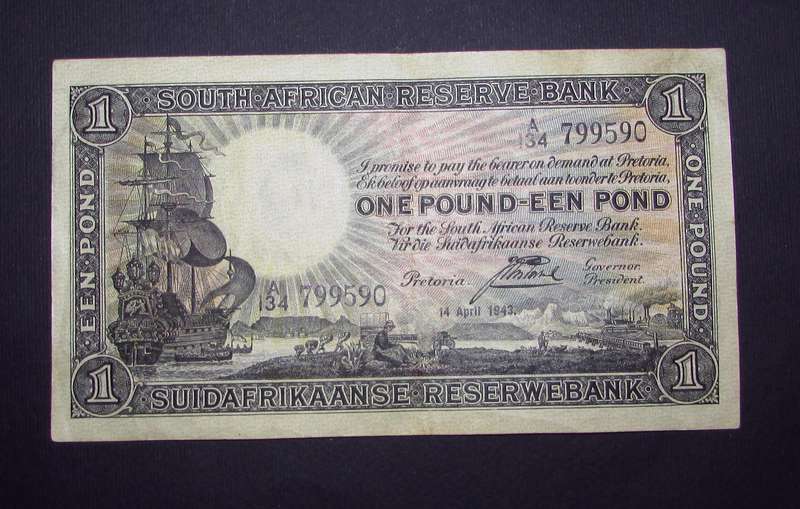 1 · SOUTH · AFRICAN · RESERVE · BANK · 1
A/134 799590
I promise to pay the bearer on demand at Pretoria,
Ek beloof op aanvraag te betaal aan toonder te Pretoria,
ONE POUND-EEN POND
For the South African Reserve Bank.
Vir die Suidafrikaanse Reserwebank.
Pretoria
Governor
President.
14 April 1943.
A/134 799590
· EEN · POND ·
· ONE · POUND ·
1 · SUIDAFRIKAANSE · RESERWEBANK · 1